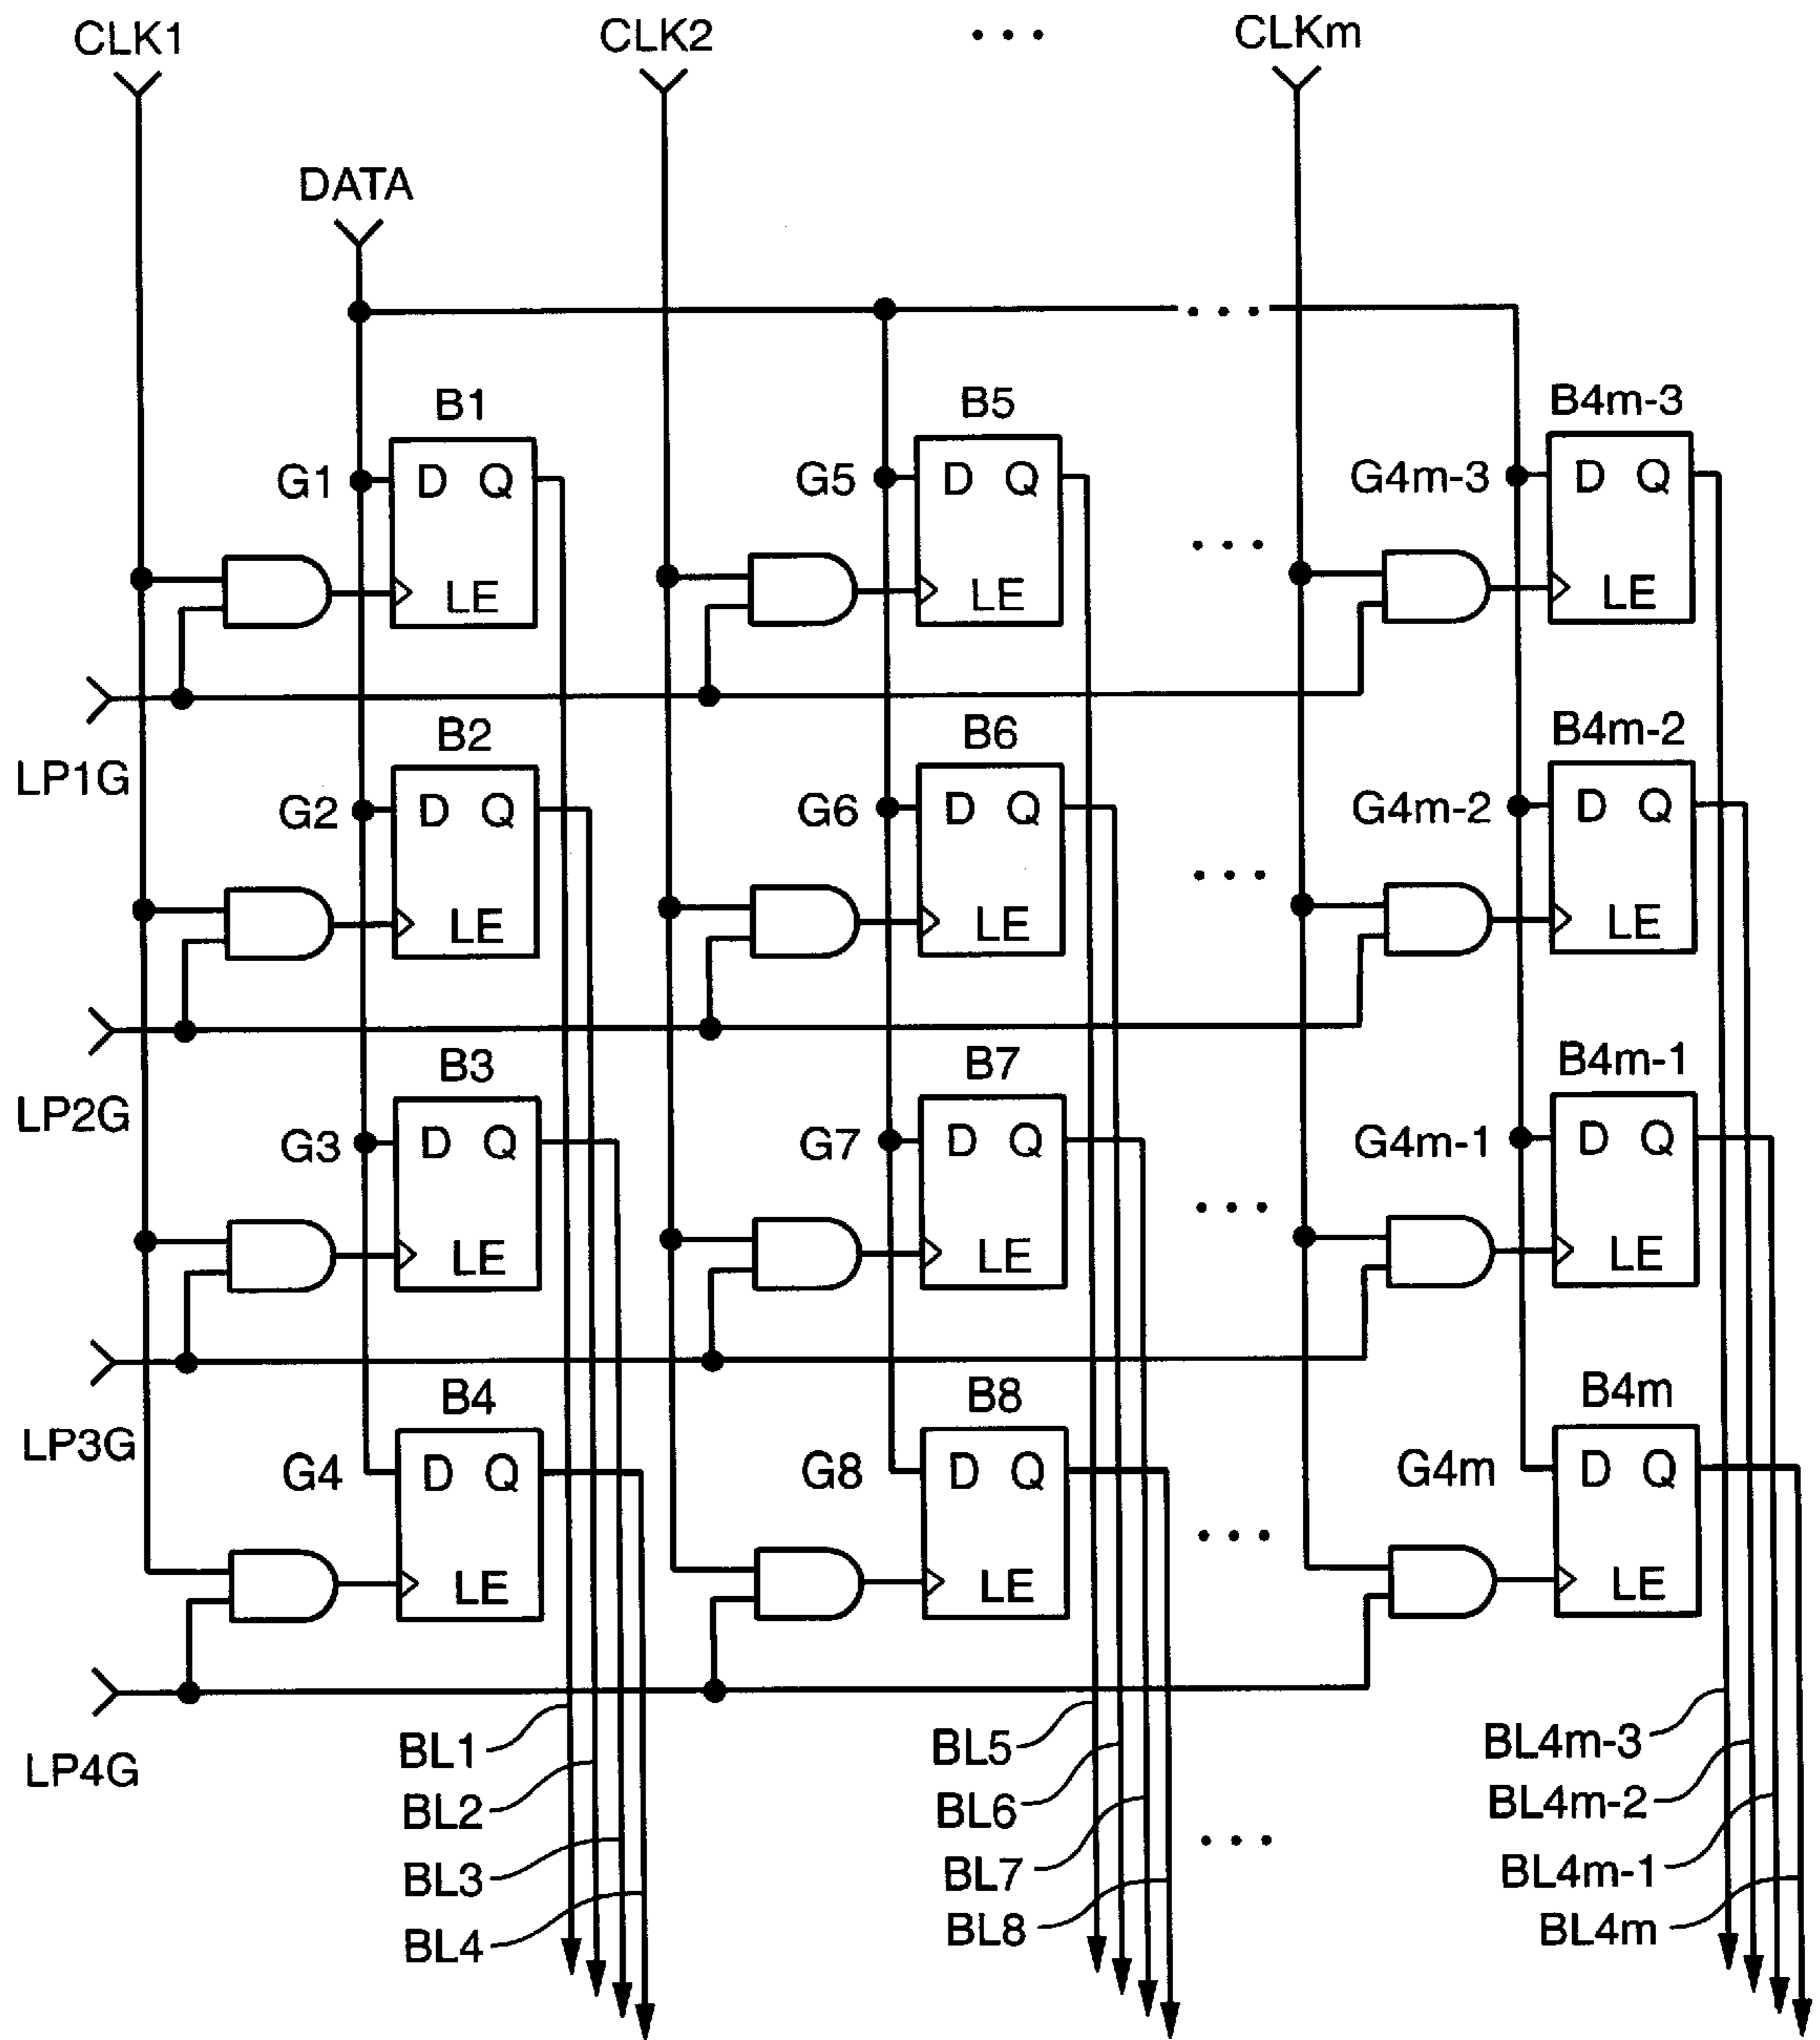 CLK1 CLK2 ... CLKm
DATA
...
B1 B5 B4m-3
G1 D Q G5 D Q G4m-3 D Q
...
LE LE LE
LP1G
B2 B6 B4m-2
G2 D Q G6 D Q G4m-2 D Q
...
LE LE LE
LP2G
B3 B7 B4m-1
G3 D Q G7 D Q G4m-1 D Q
...
LE LE LE
LP3G
B4 B8 B4m
G4 D Q G8 D Q G4m D Q
...
LE LE LE
LP4G
BL1 BL5 BL4m-3
BL2 BL6 BL4m-2
...
BL3 BL7 BL4m-1
BL4 BL8 BL4m